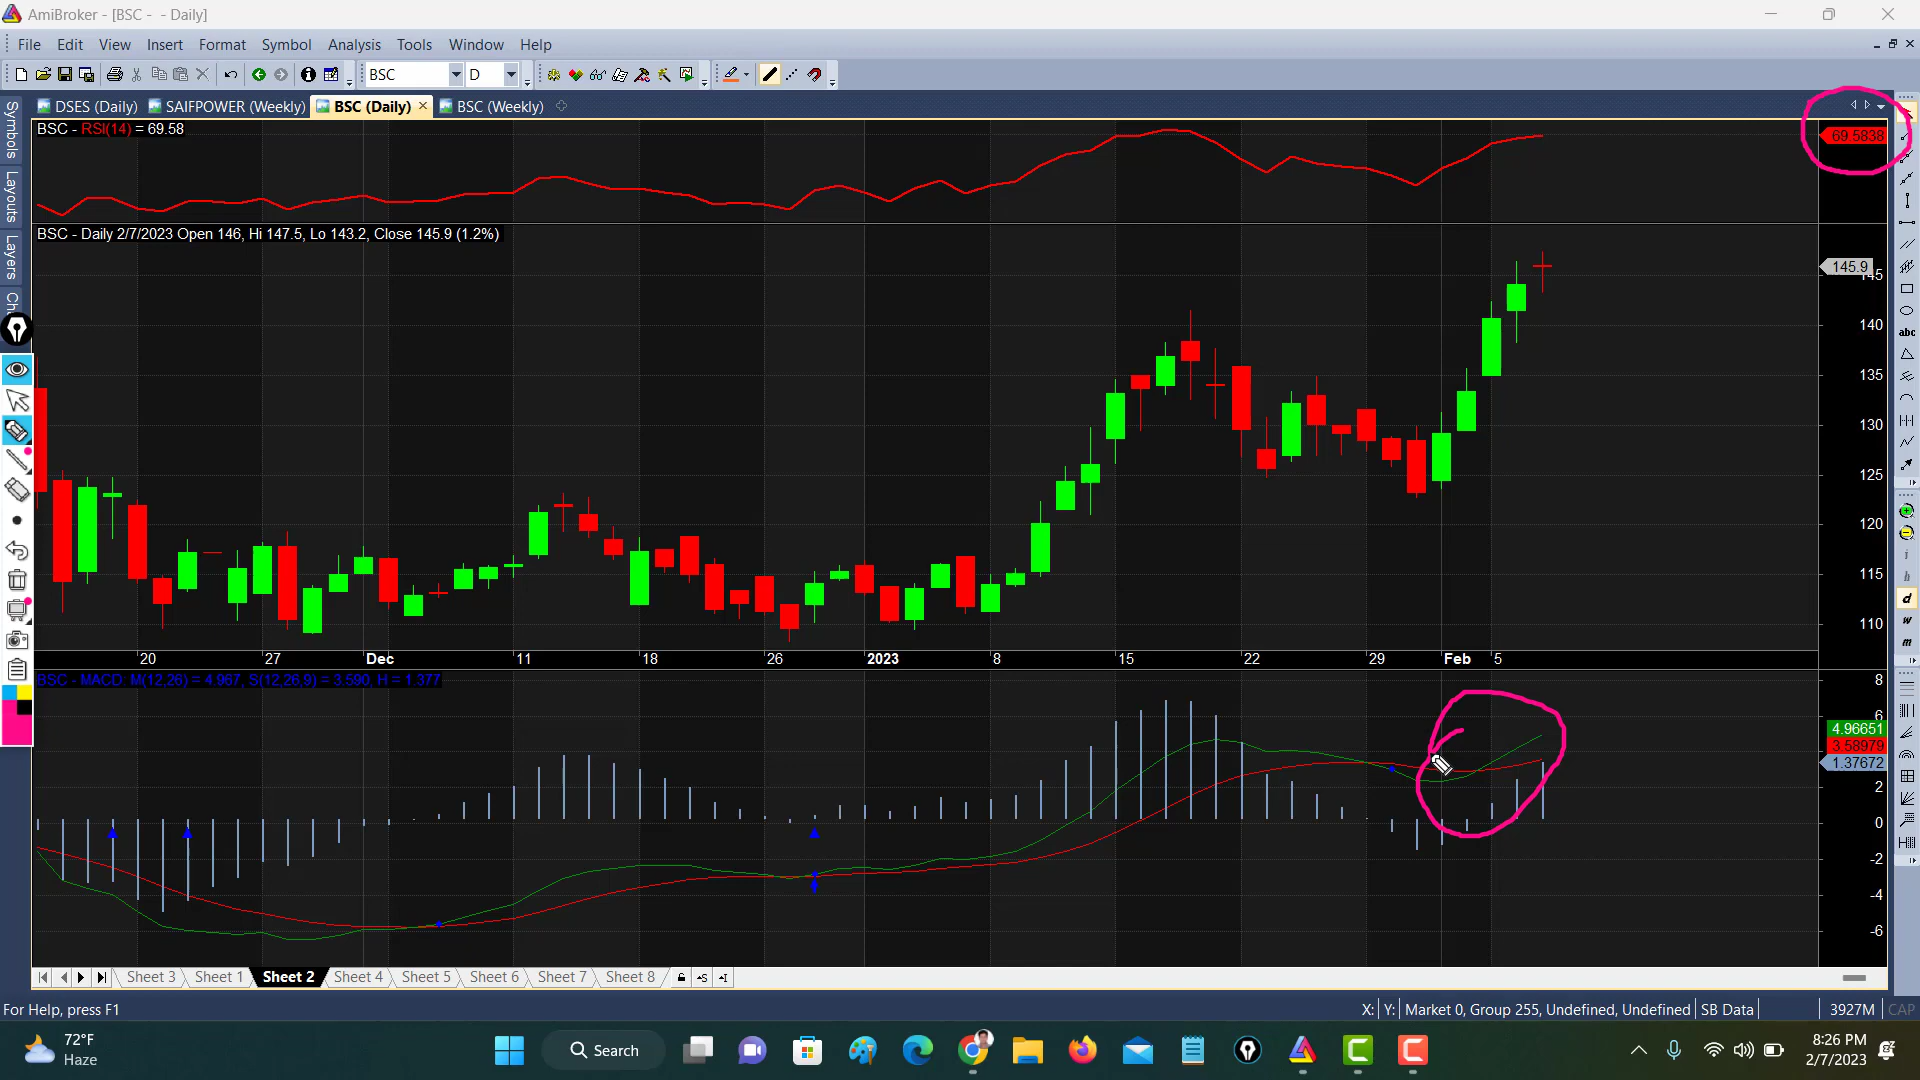 AmiBroker - [BSC - - Daily]
File Edit View Insert Format Symbol Analysis Tools Window Help
BSC D
DSES (Daily) SAIFPOWER (Weekly) BSC (Daily) BSC (Weekly)
Symbols
Layouts
Layers
BSC - RSI(14) = 69.58
69.5838
BSC - Daily 2/7/2023 Open 146, Hi 147.5, Lo 143.2, Close 145.9 (1.2%)
145.9
145
140
135
130
125
120
115
110
abc
i
h
d
w
m
20 27 Dec 11 18 26 2023 8 15 22 29 Feb 5
BSC - MACD: M(12,26) = 4.967, S(12,26,9) = 3.590, H = 1.377
8
6
4.96651
3.58979
1.37672
2
0
-2
-4
-6
Sheet 3 Sheet 1 Sheet 2 Sheet 4 Sheet 5 Sheet 6 Sheet 7 Sheet 8
For Help, press F1
X: Y: Market 0, Group 255, Undefined, Undefined SB Data 3927M CAP
72°F
Haze
Search
8:26 PM
2/7/2023